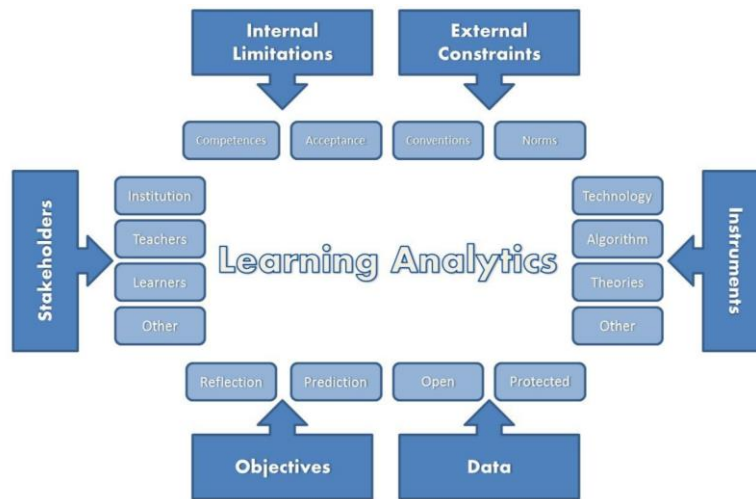 Internal
Limitations
External
Constraints
Competences
Acceptance
Conventions
Norms
Stakeholders
Institution
Teachers
Learners
Other
Learning Analytics
Technology
Algorithm
Theories
Other
Instruments
Reflection
Prediction
Open
Protected
Objectives
Data